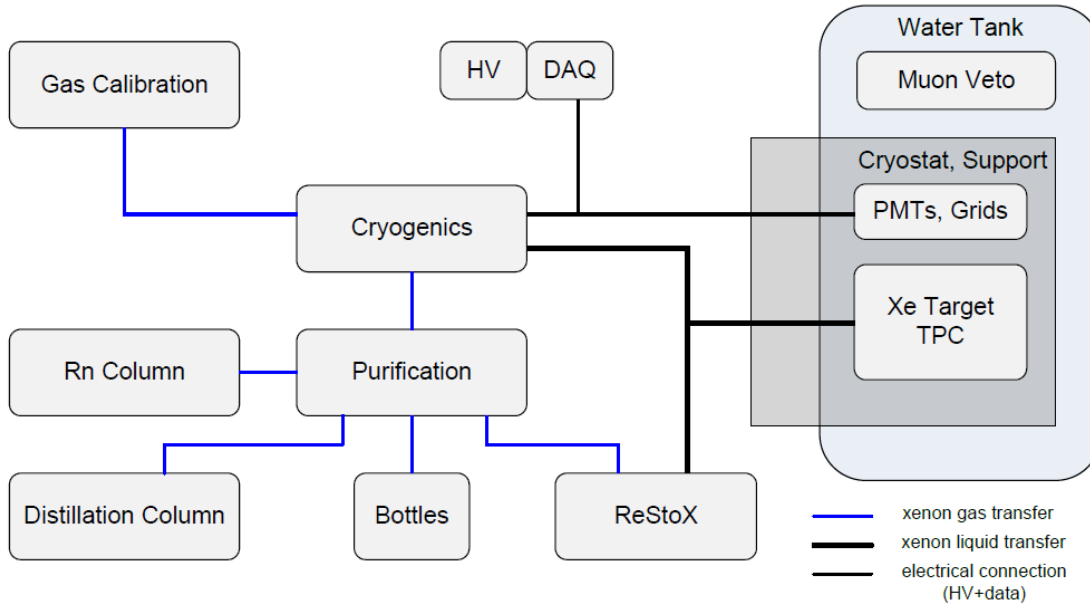 Water Tank
Gas Calibration
HV
DAQ
Muon Veto
Cryostat, Support
Cryogenics
PMTs, Grids
Xe Target
TPC
Rn Column
Purification
Distillation Column
Bottles
ReStoX
xenon gas transfer
xenon liquid transfer
electrical connection
(HV+data)